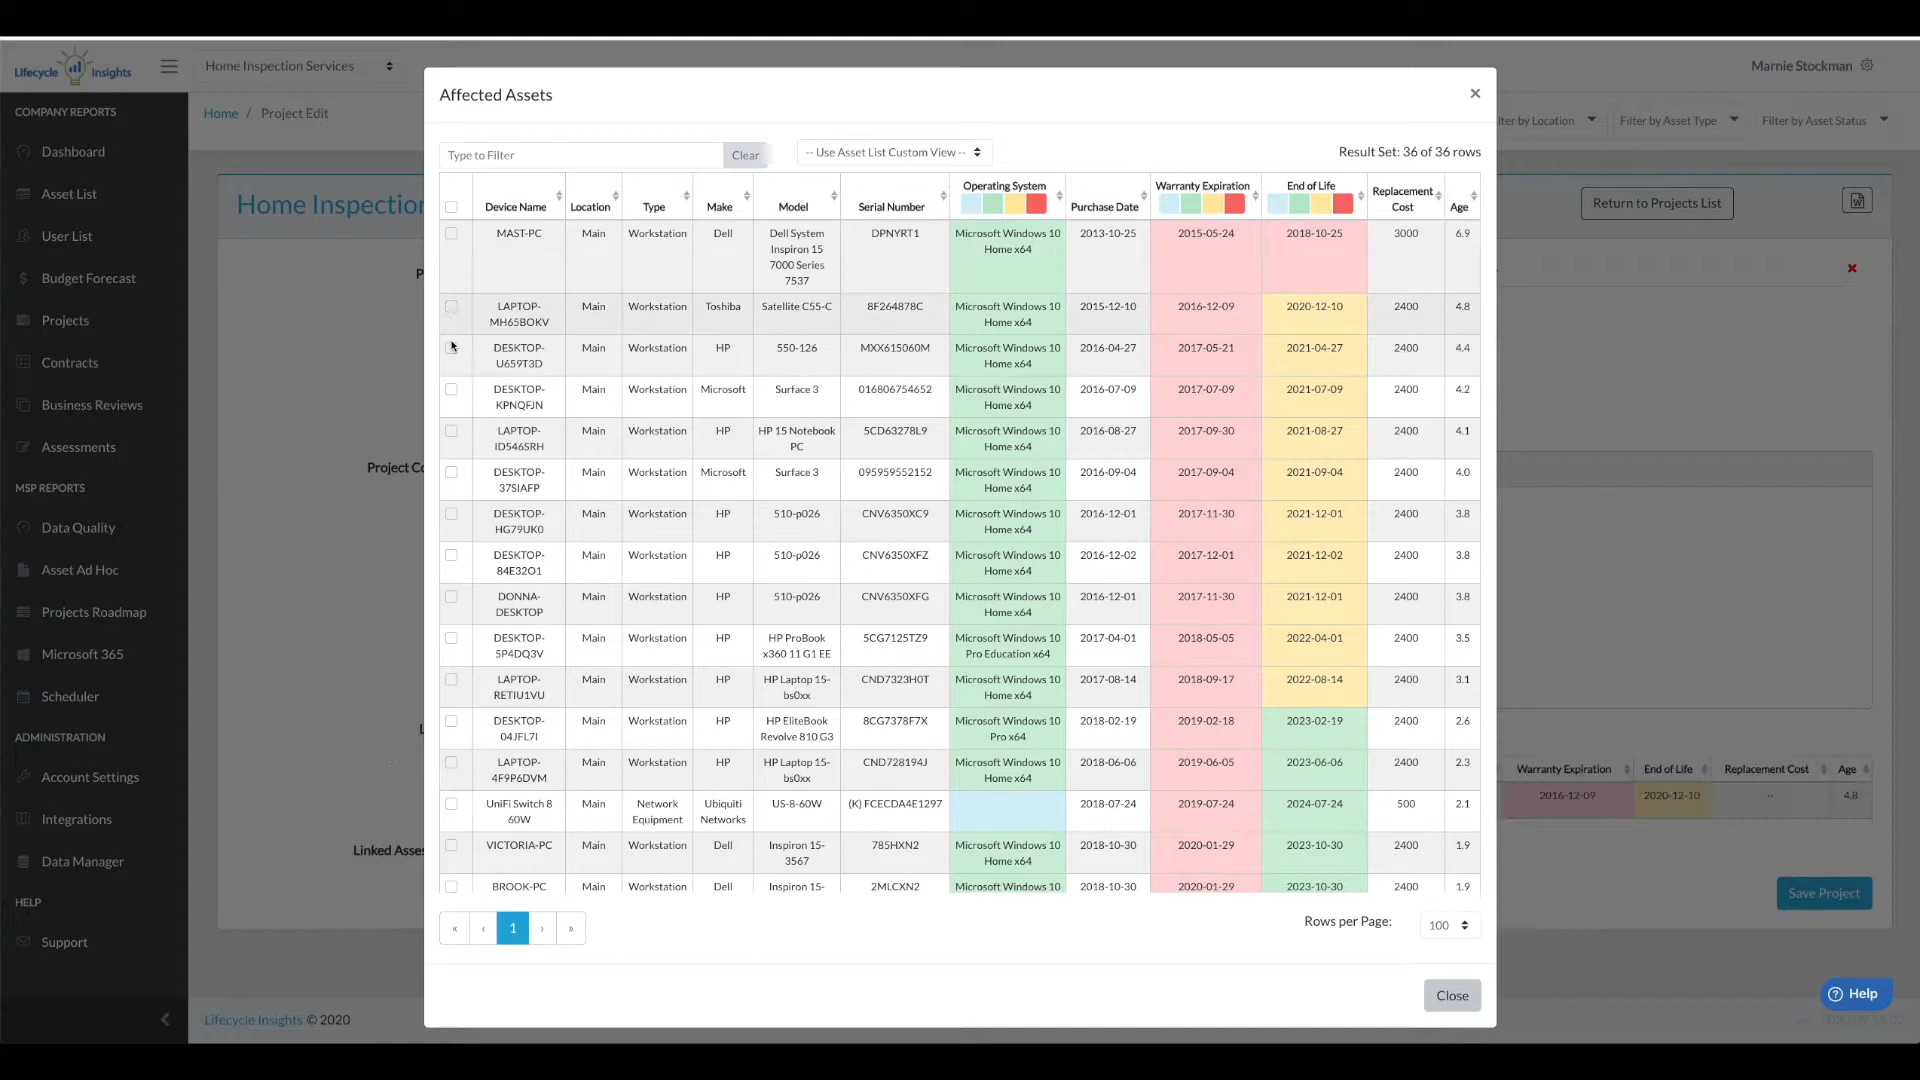 Lifecycle Insights
Home Inspection Services
Marnie Stockman
COMPANY REPORTS
Dashboard
Asset List
User List
Budget Forecast
Projects
Contracts
Business Reviews
Assessments
MSP REPORTS
Data Quality
Asset Ad Hoc
Projects Roadmap
Microsoft 365
Scheduler
ADMINISTRATION
Account Settings
Integrations
Data Manager
HELP
Support
Home / Project Edit
lter by Location Filter by Asset Type Filter by Asset Status
Home Inspection
Return to Projects List
P
Project Co
L
Linked Asse
Warranty Expiration End of Life Replacement Cost Age
2016-12-09 2020-12-10 -- 4.8
Save Project
Affected Assets
×
Type to Filter Clear -- Use Asset List Custom View -- Result Set: 36 of 36 rows
Device Name Location Type Make Model Serial Number Operating System Purchase Date Warranty Expiration End of Life Replacement Cost Age
MAST-PC Main Workstation Dell Dell System Inspiron 15 7000 Series 7537 DPNYRT1 Microsoft Windows 10 Home x64 2013-10-25 2015-05-24 2018-10-25 3000 6.9
LAPTOP-MH65BOKV Main Workstation Toshiba Satellite C55-C 8F264878C Microsoft Windows 10 Home x64 2015-12-10 2016-12-09 2020-12-10 2400 4.8
DESKTOP-U659T3D Main Workstation HP 550-126 MXX615060M Microsoft Windows 10 Home x64 2016-04-27 2017-05-21 2021-04-27 2400 4.4
DESKTOP-KPNQFJN Main Workstation Microsoft Surface 3 016806754652 Microsoft Windows 10 Home x64 2016-07-09 2017-07-09 2021-07-09 2400 4.2
LAPTOP-ID546SRH Main Workstation HP HP 15 Notebook PC 5CD63278L9 Microsoft Windows 10 Home x64 2016-08-27 2017-09-30 2021-08-27 2400 4.1
DESKTOP-37SIAFP Main Workstation Microsoft Surface 3 095959552152 Microsoft Windows 10 Home x64 2016-09-04 2017-09-04 2021-09-04 2400 4.0
DESKTOP-HG79UK0 Main Workstation HP 510-p026 CNV6350XC9 Microsoft Windows 10 Home x64 2016-12-01 2017-11-30 2021-12-01 2400 3.8
DESKTOP-84E32O1 Main Workstation HP 510-p026 CNV6350XFZ Microsoft Windows 10 Home x64 2016-12-02 2017-12-01 2021-12-02 2400 3.8
DONNA-DESKTOP Main Workstation HP 510-p026 CNV6350XFG Microsoft Windows 10 Home x64 2016-12-01 2017-11-30 2021-12-01 2400 3.8
DESKTOP-5P4DQ3V Main Workstation HP HP ProBook x360 11 G1 EE 5CG7125TZ9 Microsoft Windows 10 Pro Education x64 2017-04-01 2018-05-05 2022-04-01 2400 3.5
LAPTOP-RETIU1VU Main Workstation HP HP Laptop 15-bs0xx CND7323H0T Microsoft Windows 10 Home x64 2017-08-14 2018-09-17 2022-08-14 2400 3.1
DESKTOP-04JFL7I Main Workstation HP HP EliteBook Revolve 810 G3 8CG7378F7X Microsoft Windows 10 Pro x64 2018-02-19 2019-02-18 2023-02-19 2400 2.6
LAPTOP-4F9P6DVM Main Workstation HP HP Laptop 15-bs0xx CND728194J Microsoft Windows 10 Home x64 2018-06-06 2019-06-05 2023-06-06 2400 2.3
UniFi Switch 8 60W Main Network Equipment Ubiquiti Networks US-8-60W (K) FCECDA4E1297 2018-07-24 2019-07-24 2024-07-24 500 2.1
VICTORIA-PC Main Workstation Dell Inspiron 15-3567 785HXN2 Microsoft Windows 10 Home x64 2018-10-30 2020-01-29 2023-10-30 2400 1.9
BROOK-PC Main Workstation Dell Inspiron 15- 2MLCXN2 Microsoft Windows 10 2018-10-30 2020-01-29 2023-10-30 2400 1.9
« ‹ 1 › » Rows per Page: 100
Close
Help
Lifecycle Insights © 2020